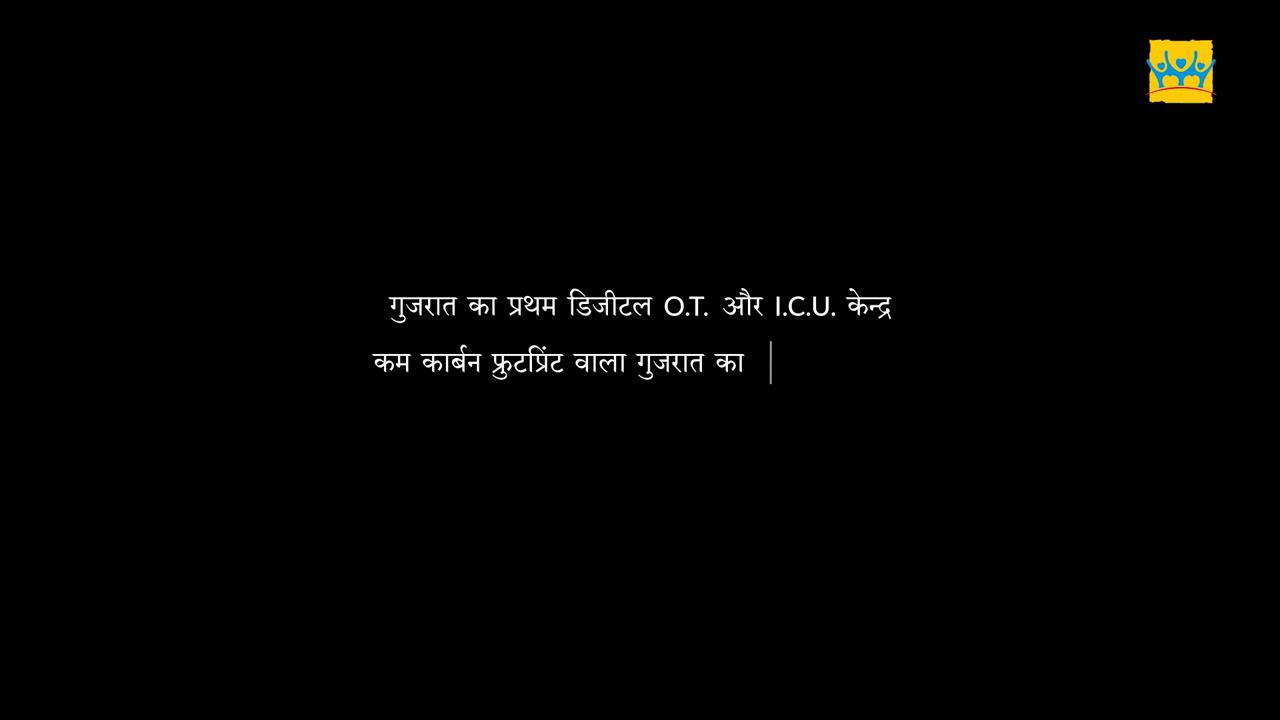 गुजरात का प्रथम डिजीटल O.T. और I.C.U. केन्द्र
कम कार्बन फ्रुटप्रिंट वाला गुजरात का